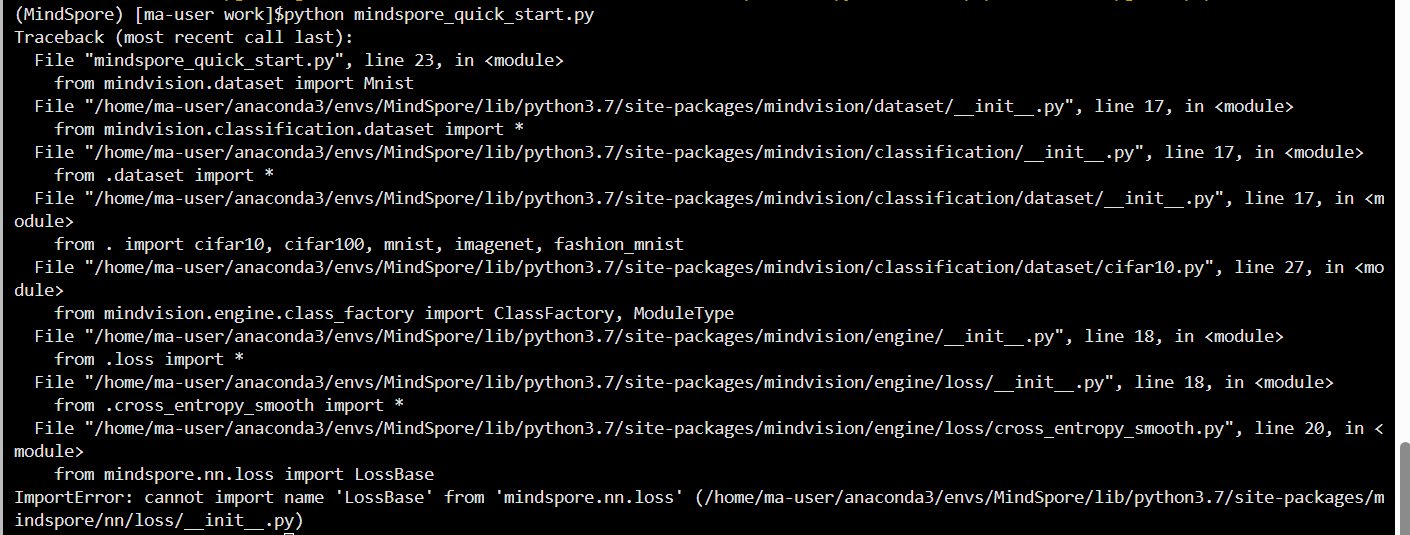 (MindSpore) [ma-user work]$python mindspore_quick_start.py
Traceback (most recent call last):
  File "mindspore_quick_start.py", line 23, in <module>
    from mindvision.dataset import Mnist
  File "/home/ma-user/anaconda3/envs/MindSpore/lib/python3.7/site-packages/mindvision/dataset/__init__.py", line 17, in <module>
    from mindvision.classification.dataset import *
  File "/home/ma-user/anaconda3/envs/MindSpore/lib/python3.7/site-packages/mindvision/classification/__init__.py", line 17, in <module>
    from .dataset import *
  File "/home/ma-user/anaconda3/envs/MindSpore/lib/python3.7/site-packages/mindvision/classification/dataset/__init__.py", line 17, in <m
odule>
    from . import cifar10, cifar100, mnist, imagenet, fashion_mnist
  File "/home/ma-user/anaconda3/envs/MindSpore/lib/python3.7/site-packages/mindvision/classification/dataset/cifar10.py", line 27, in <mo
dule>
    from mindvision.engine.class_factory import ClassFactory, ModuleType
  File "/home/ma-user/anaconda3/envs/MindSpore/lib/python3.7/site-packages/mindvision/engine/__init__.py", line 18, in <module>
    from .loss import *
  File "/home/ma-user/anaconda3/envs/MindSpore/lib/python3.7/site-packages/mindvision/engine/loss/__init__.py", line 18, in <module>
    from .cross_entropy_smooth import *
  File "/home/ma-user/anaconda3/envs/MindSpore/lib/python3.7/site-packages/mindvision/engine/loss/cross_entropy_smooth.py", line 20, in <
module>
    from mindspore.nn.loss import LossBase
ImportError: cannot import name 'LossBase' from 'mindspore.nn.loss' (/home/ma-user/anaconda3/envs/MindSpore/lib/python3.7/site-packages/m
indspore/nn/loss/__init__.py)